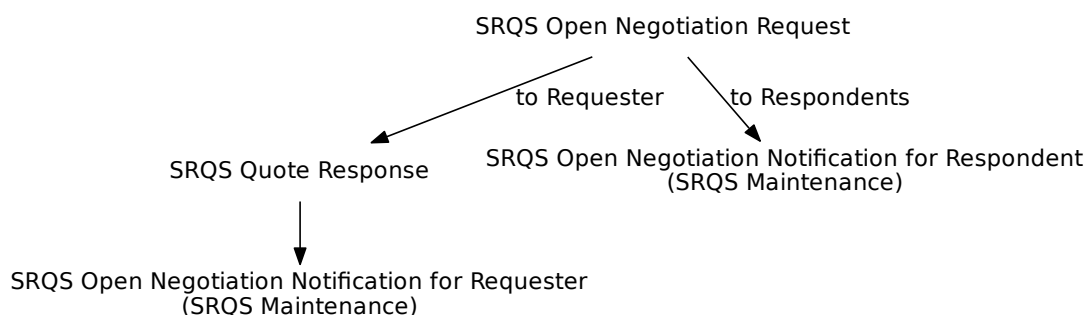 SRQS Open Negotiation Request
to Requester
to Respondents
SRQS Quote Response
SRQS Open Negotiation Notification for Respondent
(SRQS Maintenance)
SRQS Open Negotiation Notification for Requester
(SRQS Maintenance)